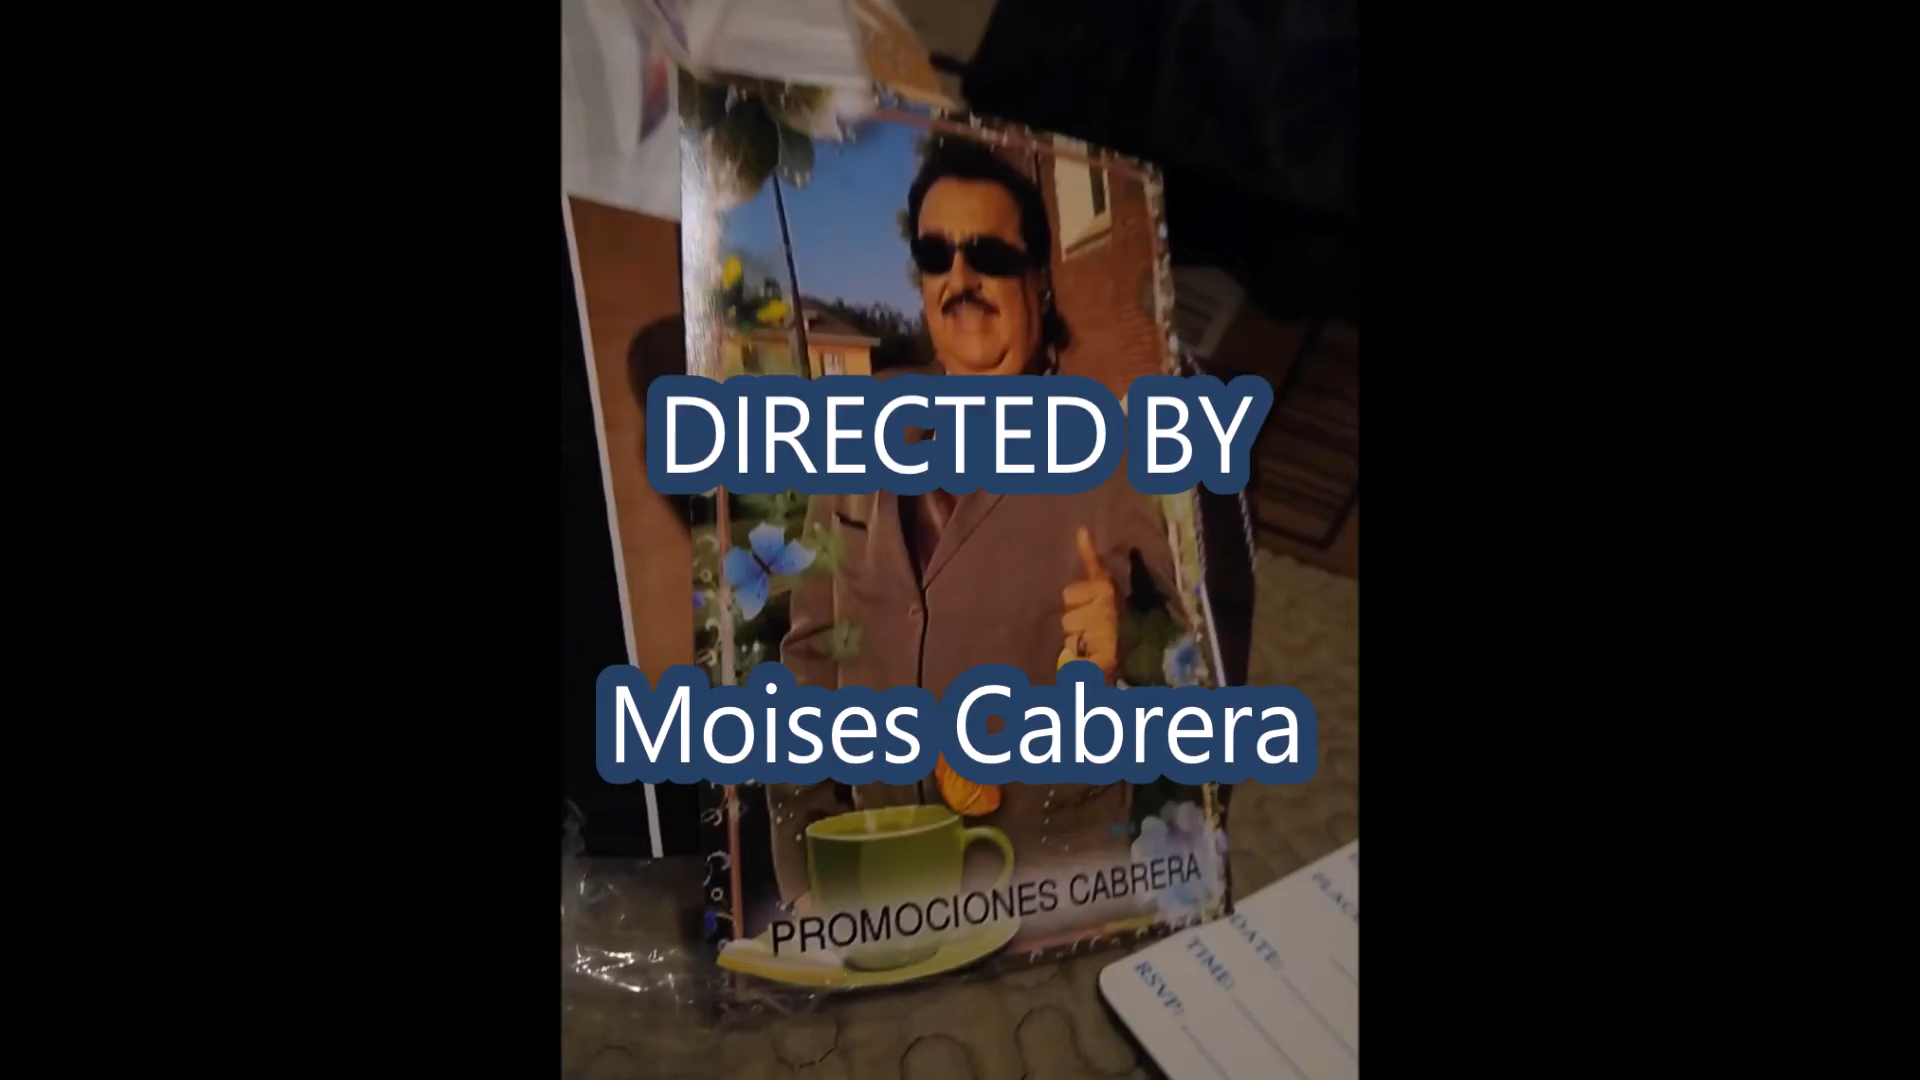 DIRECTED BY
Moises Cabrera
PROMOCIONES CABRERA
DATE:
TIME:
RSVP: